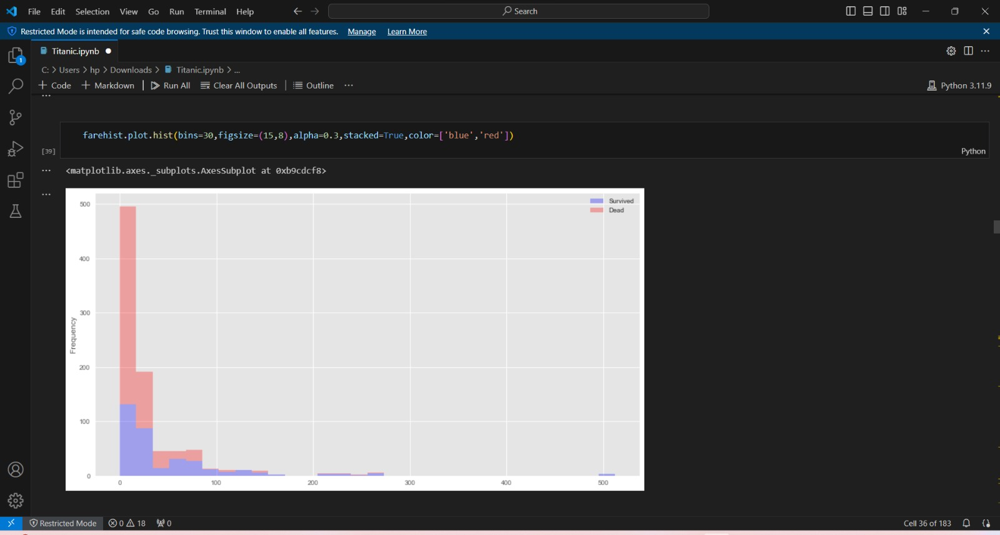 File Edit Selection View Go Run Terminal Help Search
Restricted Mode is intended for safe code browsing. Trust this window to enable all features. Manage Learn More
1
Titanic.ipynb
C: > Users > hp > Downloads > Titanic.ipynb > ...
+ Code + Markdown | Run All Clear All Outputs | Outline ... Python 3.11.9
...
farehist.plot.hist(bins=30,figsize=(15,8),alpha=0.3,stacked=True,color=['blue','red'])
[39] Python
... <matplotlib.axes._subplots.AxesSubplot at 0xb9cdcf8>
...
Survived
Dead
500
400
300
200
100
0
Frequency
0 100 200 300 400 500
Restricted Mode 0 18 0 Cell 36 of 183